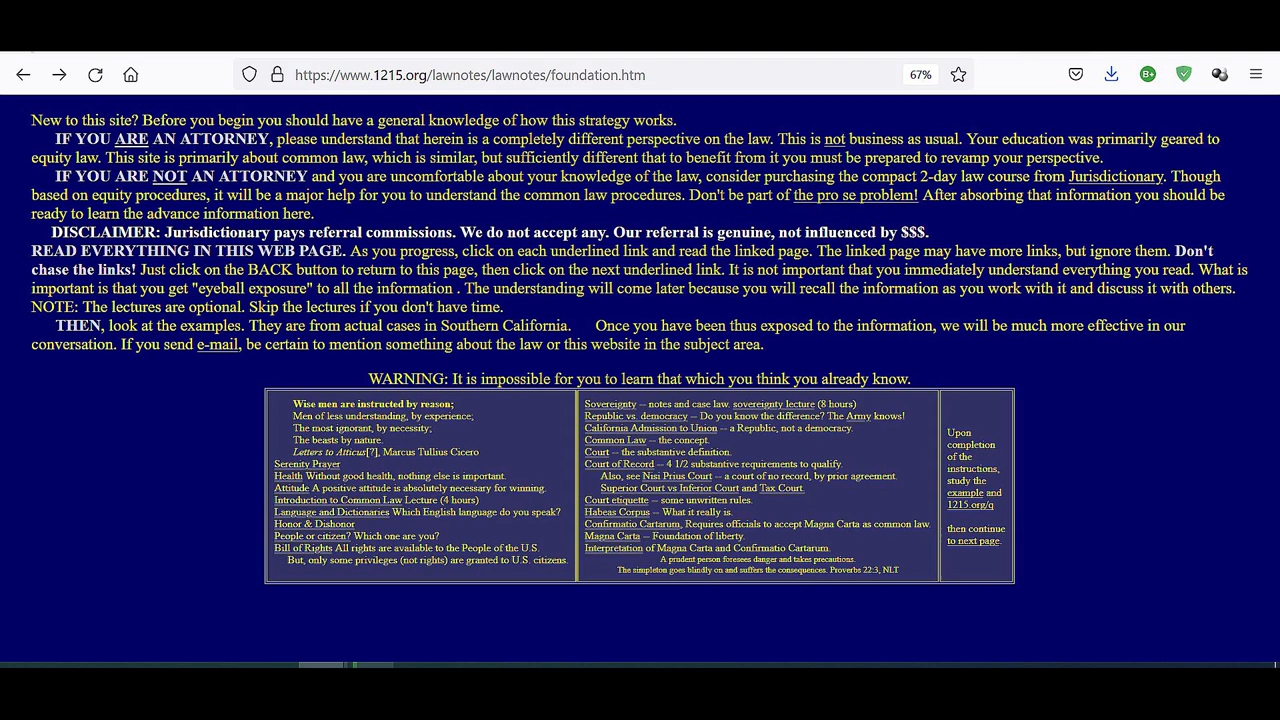 https://www.1215.org/lawnotes/lawnotes/foundation.htm
67%
B+
New to this site? Before you begin you should have a general knowledge of how this strategy works.
IF YOU ARE AN ATTORNEY, please understand that herein is a completely different perspective on the law. This is not business as usual. Your education was primarily geared to
equity law. This site is primarily about common law, which is similar, but sufficiently different that to benefit from it you must be prepared to revamp your perspective.
IF YOU ARE NOT AN ATTORNEY and you are uncomfortable about your knowledge of the law, consider purchasing the compact 2-day law course from Jurisdictionary. Though
based on equity procedures, it will be a major help for you to understand the common law procedures. Don't be part of the pro se problem! After absorbing that information you should be
ready to learn the advance information here.
DISCLAIMER: Jurisdictionary pays referral commissions. We do not accept any. Our referral is genuine, not influenced by $$$.
READ EVERYTHING IN THIS WEB PAGE. As you progress, click on each underlined link and read the linked page. The linked page may have more links, but ignore them. Don't
chase the links! Just click on the BACK button to return to this page, then click on the next underlined link. It is not important that you immediately understand everything you read. What is
important is that you get "eyeball exposure" to all the information . The understanding will come later because you will recall the information as you work with it and discuss it with others.
NOTE: The lectures are optional. Skip the lectures if you don't have time.
THEN, look at the examples. They are from actual cases in Southern California. Once you have been thus exposed to the information, we will be much more effective in our
conversation. If you send e-mail, be certain to mention something about the law or this website in the subject area.
WARNING: It is impossible for you to learn that which you think you already know.
Wise men are instructed by reason;
Men of less understanding, by experience;
The most ignorant, by necessity;
The beasts by nature.
Letters to Atticus[?], Marcus Tullius Cicero
Serenity Prayer
Health Without good health, nothing else is important.
Attitude A positive attitude is absolutely necessary for winning.
Introduction to Common Law Lecture (4 hours)
Language and Dictionaries Which English language do you speak?
Honor & Dishonor
People or citizen? Which one are you?
Bill of Rights All rights are available to the People of the U.S.
But, only some privileges (not rights) are granted to U.S. citizens.
Sovereignty -- notes and case law, sovereignty lecture (8 hours)
Republic vs. democracy -- Do you know the difference? The Army knows!
California Admission to Union -- a Republic, not a democracy.
Common Law -- the concept.
Court -- the substantive definition.
Court of Record -- 4 1/2 substantive requirements to qualify.
Also, see Nisi Prius Court -- a court of no record, by prior agreement.
Superior Court vs Inferior Court and Tax Court.
Court etiquette -- some unwritten rules.
Habeas Corpus -- What it really is.
Confirmatio Cartarum, Requires officials to accept Magna Carta as common law.
Magna Carta -- Foundation of liberty.
Interpretation of Magna Carta and Confirmatio Cartarum.
A prudent person foresees danger and takes precautions.
The simpleton goes blindly on and suffers the consequences. Proverbs 22:3, NLT
Upon
completion
of the
instructions,
study the
example and
1215.org/q
then continue
to next page.